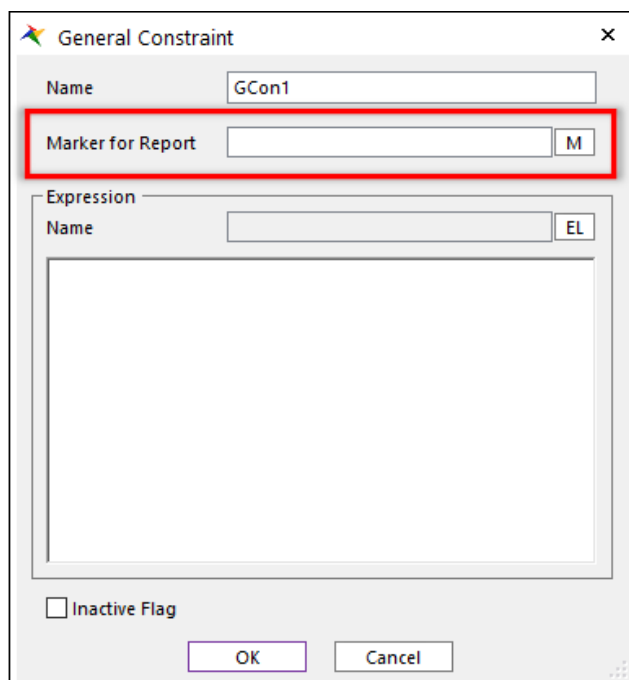 General Constraint
Name GCon1
Marker for Report M
Expression
Name EL
Inactive Flag
OK Cancel